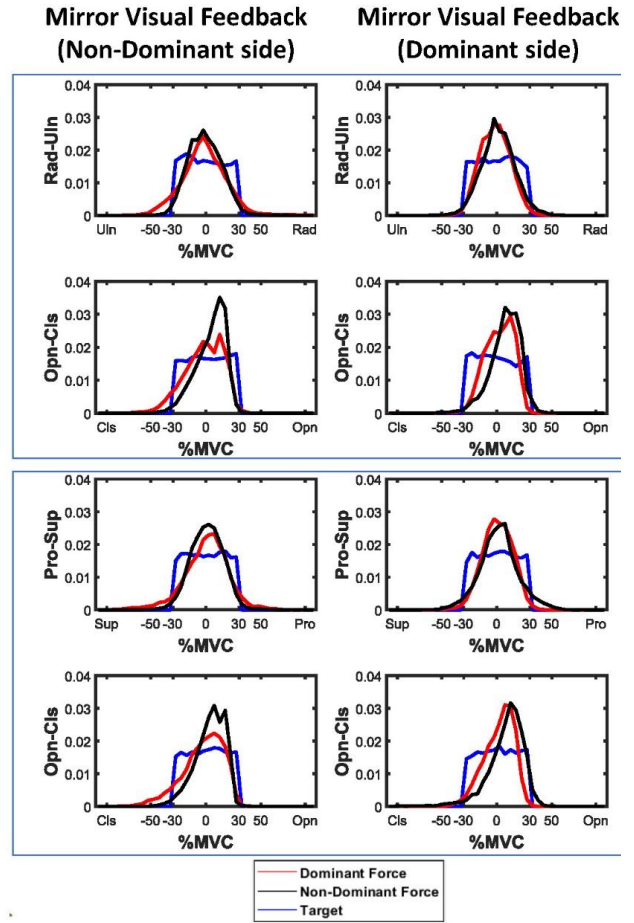 Mirror Visual Feedback
(Non-Dominant side)
Mirror Visual Feedback
(Dominant side)
Rad-Uln
0.04
0.03
0.02
0.01
0
Uln -50 -30 0 30 50 Rad
%MVC
Rad-Uln
0.04
0.03
0.02
0.01
0
Uln -50 -30 0 30 50 Rad
%MVC
Opn-Cls
0.04
0.03
0.02
0.01
0
Cls -50 -30 0 30 50 Opn
%MVC
Opn-Cls
0.04
0.03
0.02
0.01
0
Cls -50 -30 0 30 50 Opn
%MVC
Pro-Sup
0.04
0.03
0.02
0.01
0
Sup -50 -30 0 30 50 Pro
%MVC
Pro-Sup
0.04
0.03
0.02
0.01
0
Sup -50 -30 0 30 50 Pro
%MVC
Opn-Cls
0.04
0.03
0.02
0.01
0
Cls -50 -30 0 30 50 Opn
%MVC
Opn-Cls
0.04
0.03
0.02
0.01
0
Cls -50 -30 0 30 50 Opn
%MVC
Dominant Force
Non-Dominant Force
Target